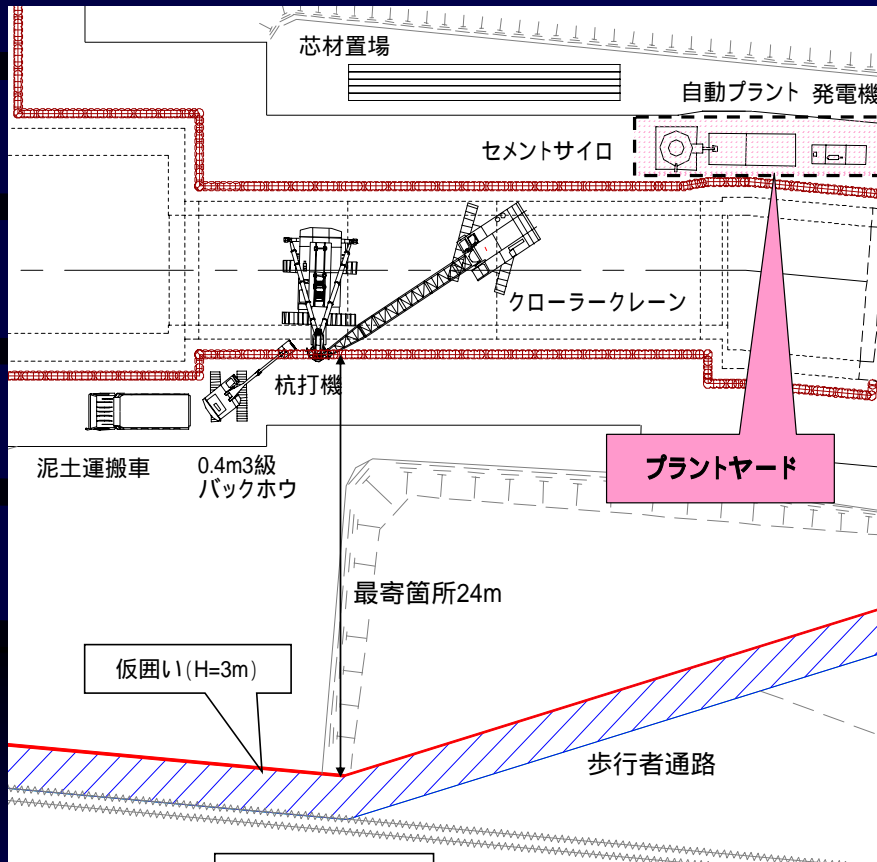 芯材置場
自動プラント 発電機
セメントサイロ
クローラークレーン
杭打機
泥土運搬車
0.4m3級
バックホウ
プラントヤード
最寄箇所24m
仮囲い(H=3m)
歩行者通路